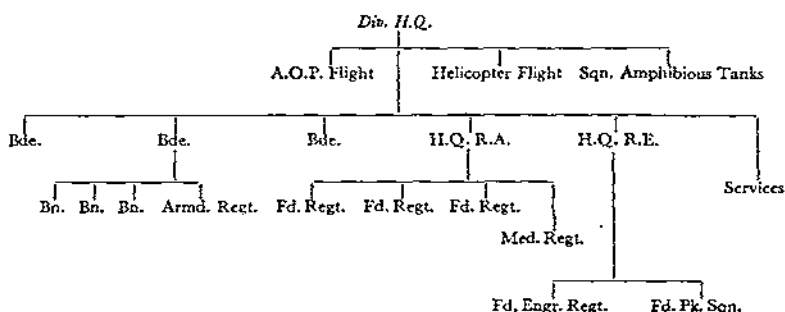 Div. H.Q.
A.O.P. Flight Helicopter Flight Sqn. Amphibious Tanks
Bde. Bde. Bde. H.Q. R.A. H.Q. R.E.
Services
Bn. Bn. Bn. Armd. Regt. Fd. Regt. Fd. Regt. Fd. Regt.
Med. Regt.
Fd. Engr. Regt. Fd. Pk. Sqn.